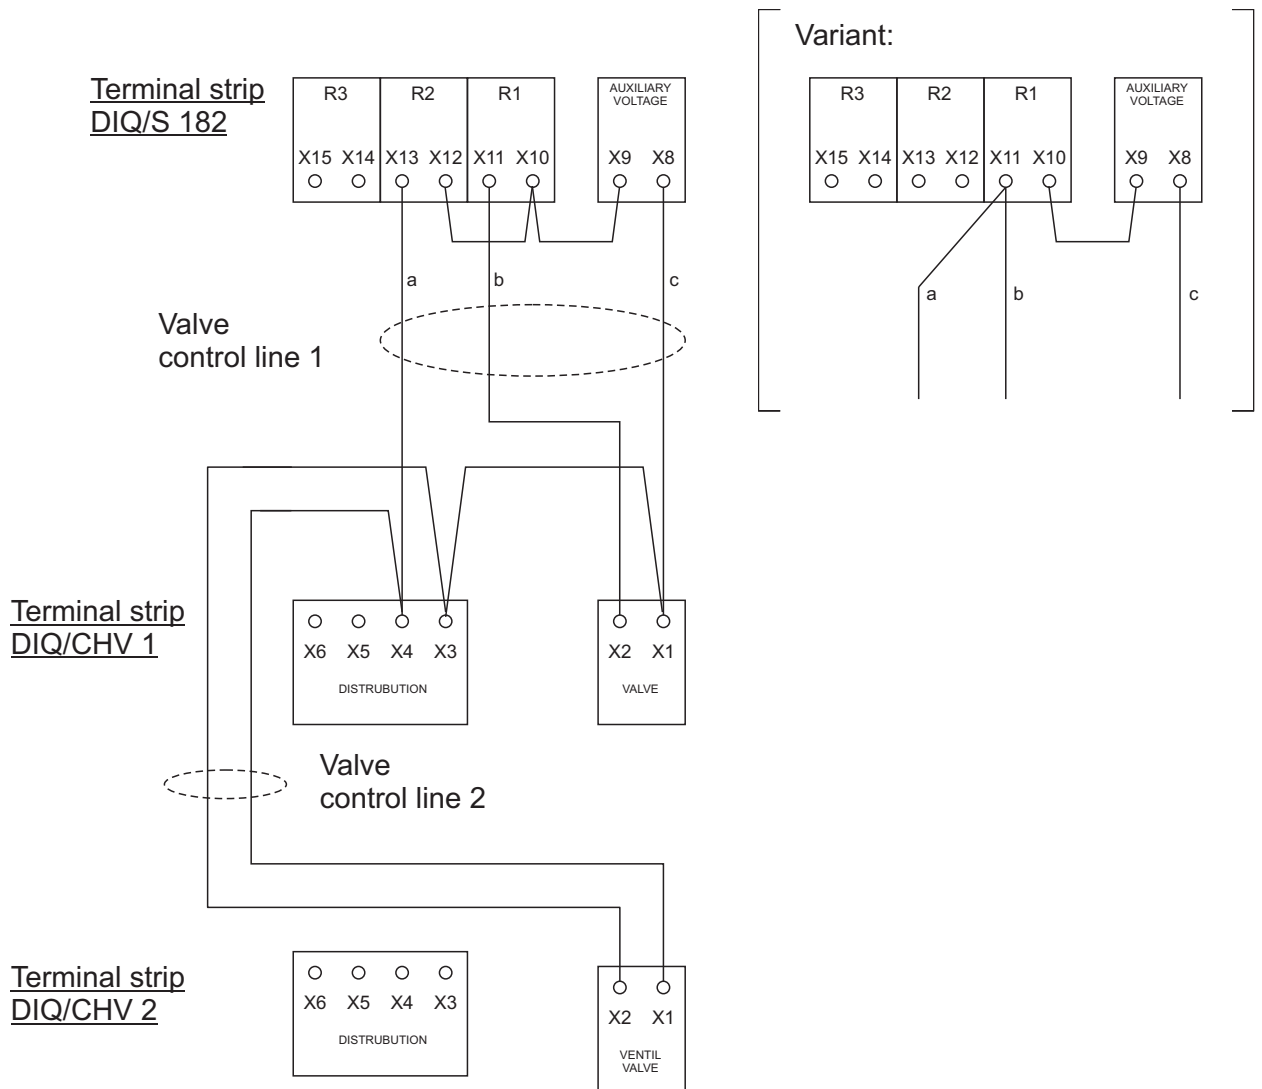 Variant:
Terminal strip
DIQ/S 182
R3 R2 R1
AUXILIARY
VOLTAGE
X15 X14 X13 X12 X11 X10 X9 X8
R3 R2 R1
AUXILIARY
VOLTAGE
X15 X14 X13 X12 X11 X10 X9 X8
a b c
a b c
Valve
control line 1
Terminal strip
DIQ/CHV 1
X6 X5 X4 X3
DISTRUBUTION
X2 X1
VALVE
Valve
control line 2
Terminal strip
DIQ/CHV 2
X6 X5 X4 X3
DISTRUBUTION
X2 X1
VENTIL
VALVE